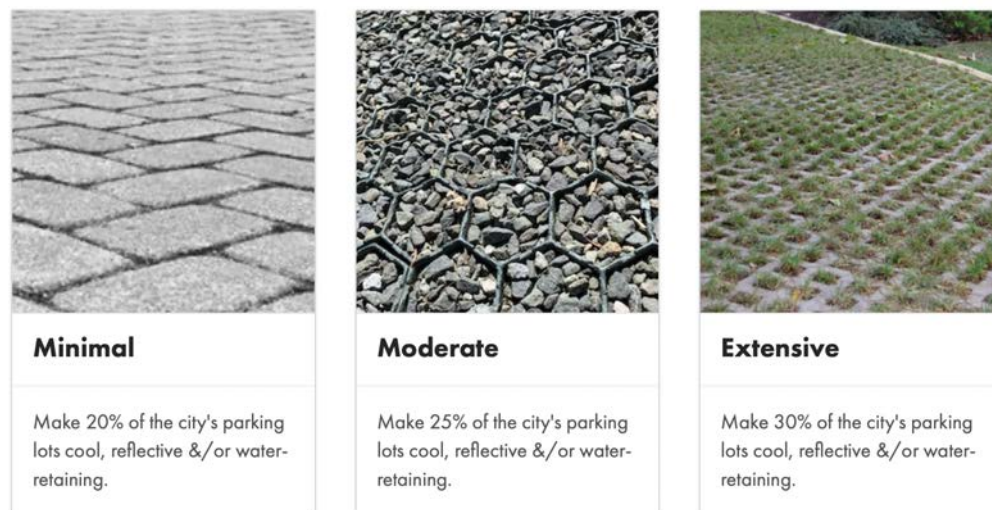 Minimal
Make 20% of the city's parking
lots cool, reflective &/or water-
retaining.
Moderate
Make 25% of the city's parking
lots cool, reflective &/or water-
retaining.
Extensive
Make 30% of the city's parking
lots cool, reflective &/or water-
retaining.